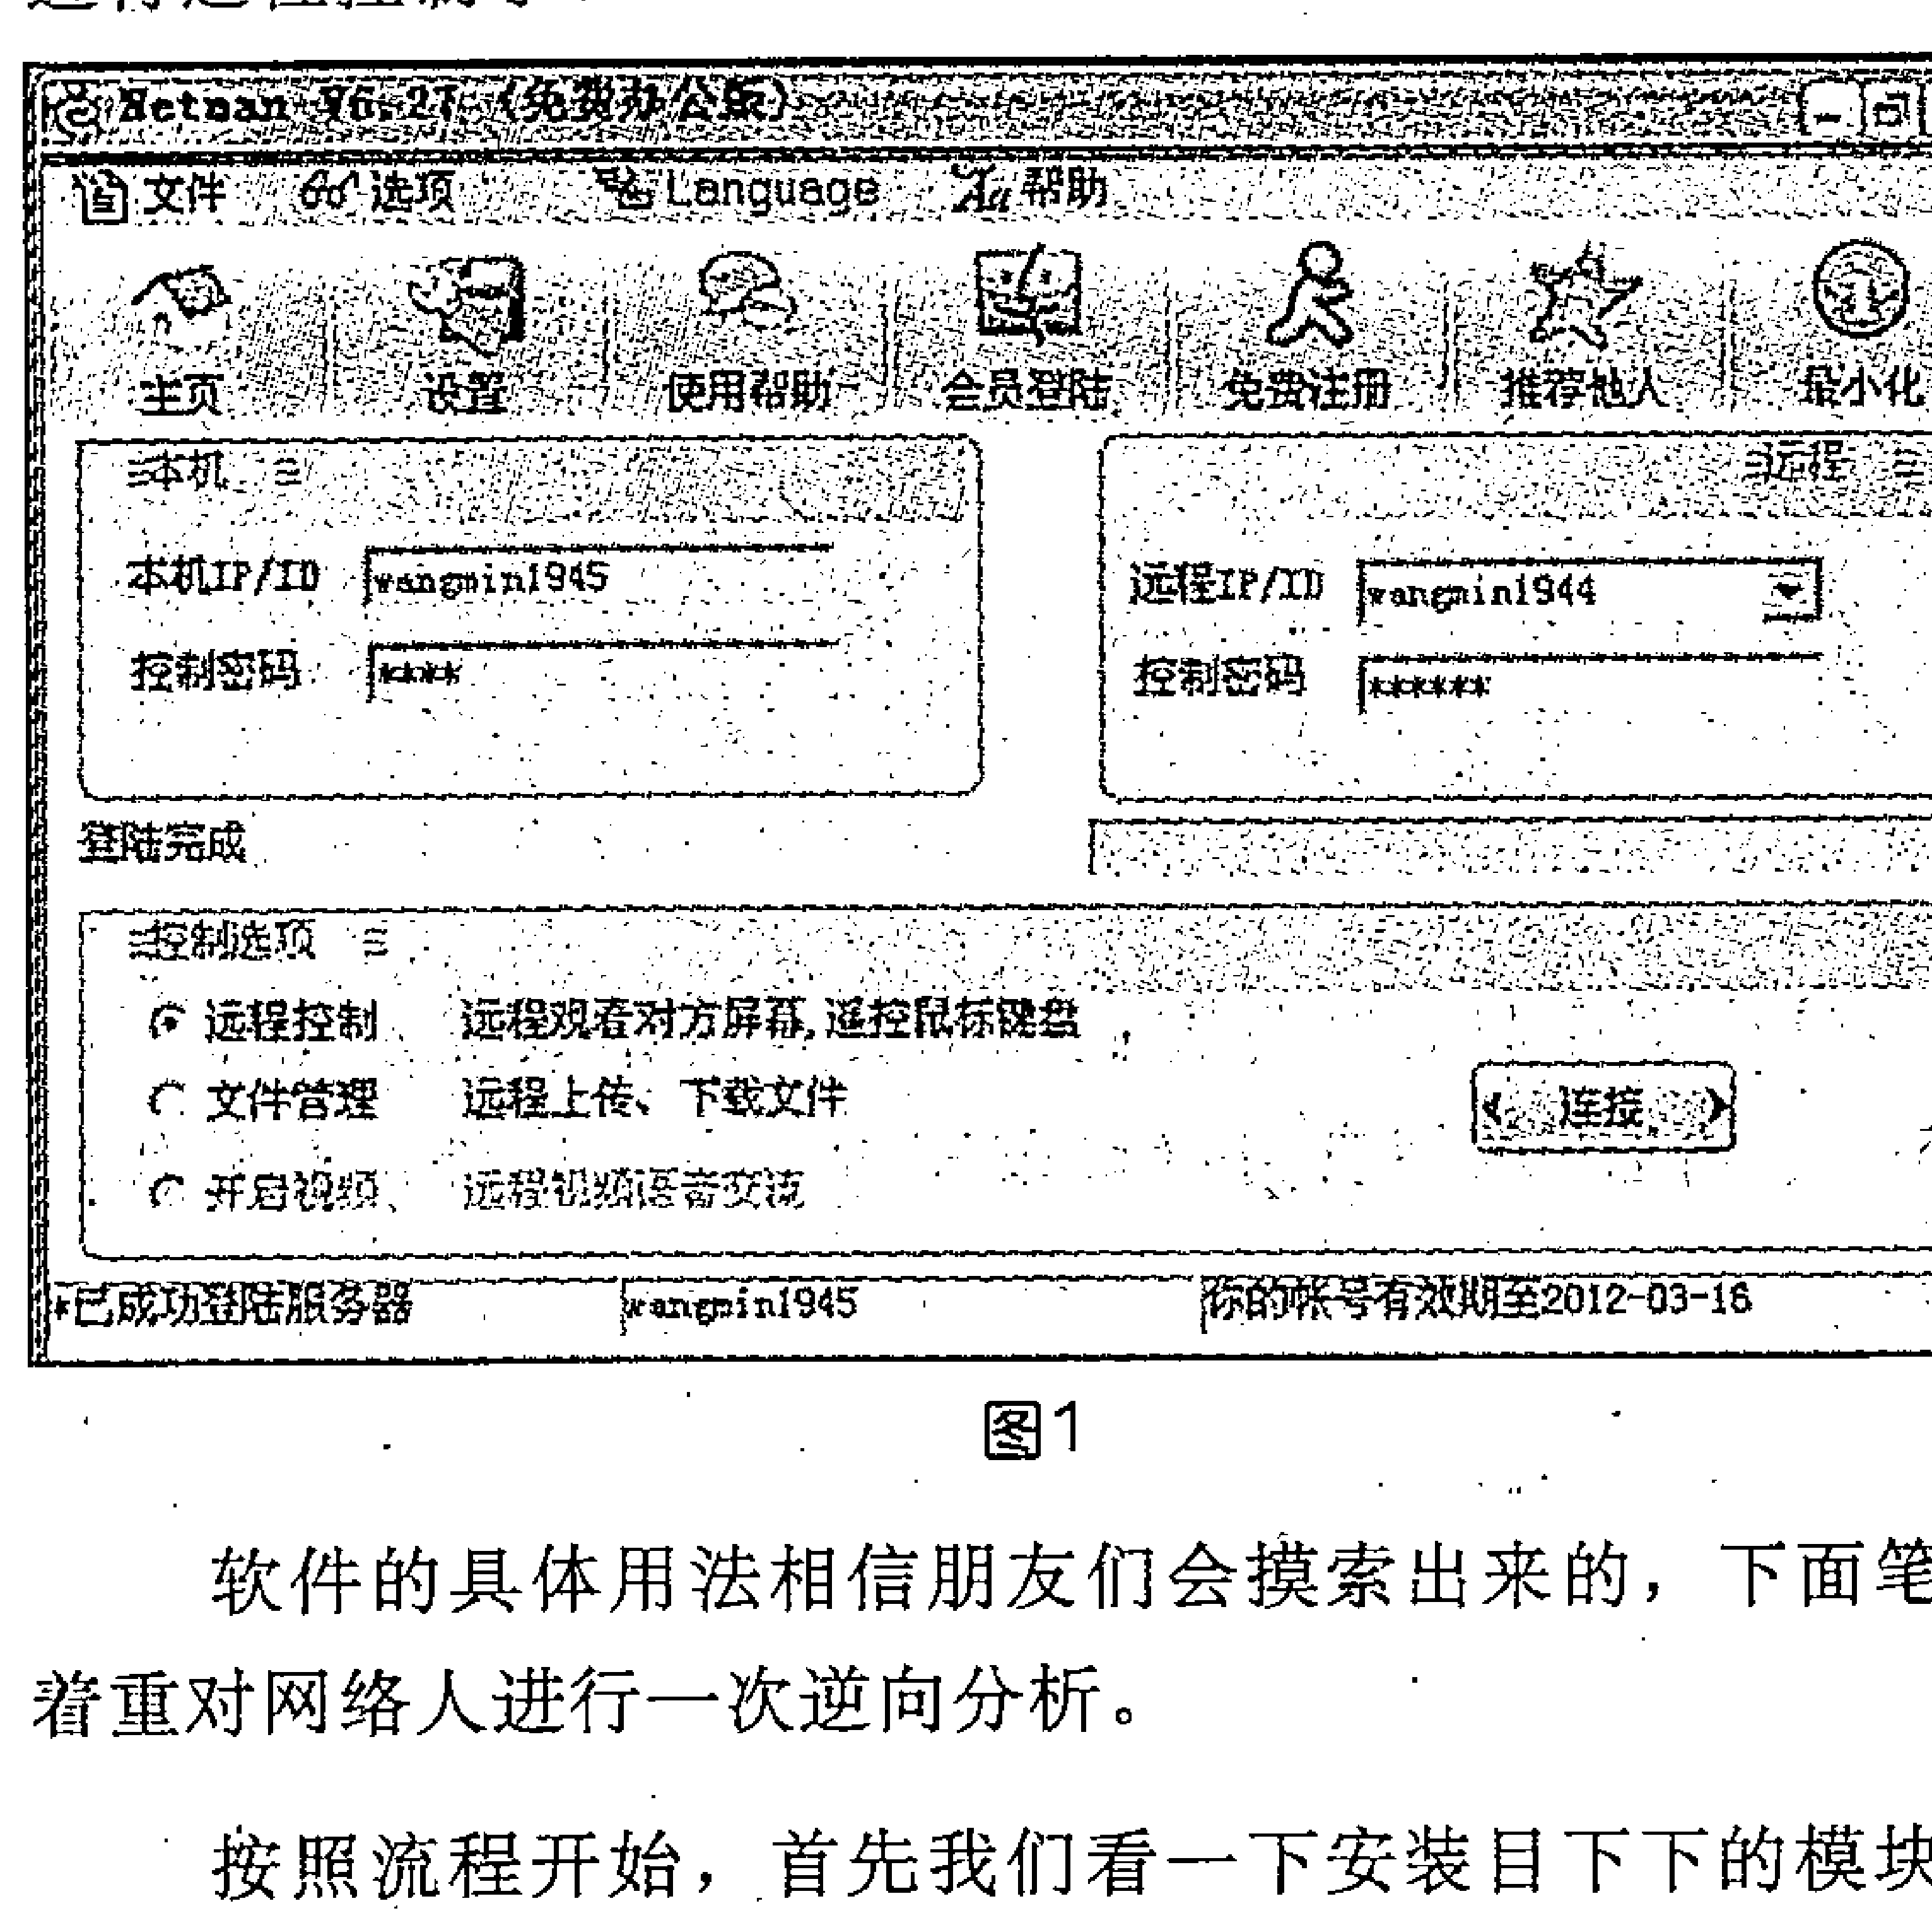 Netman V6.27 (免费办公版)
文件 选项 Language 帮助
主页 设置 使用帮助 会员登陆 免费注册 推荐他人 最小化
本机 远程
本机IP/ID wangmin1945 远程IP/ID wangmin1944
控制密码 **** 控制密码 ******
登陆完成
控制选项
远程控制 远程观看对方屏幕,遥控鼠标键盘
文件管理 远程上传、下载文件
连接
开启视频、 远程视频语音交流
已成功登陆服务器 wangmin1945 你的帐号有效期至2012-03-16
图1
软件的具体用法相信朋友们会摸索出来的，下面笔
着重对网络人进行一次逆向分析。
按照流程开始，首先我们看一下安装目下下的模块